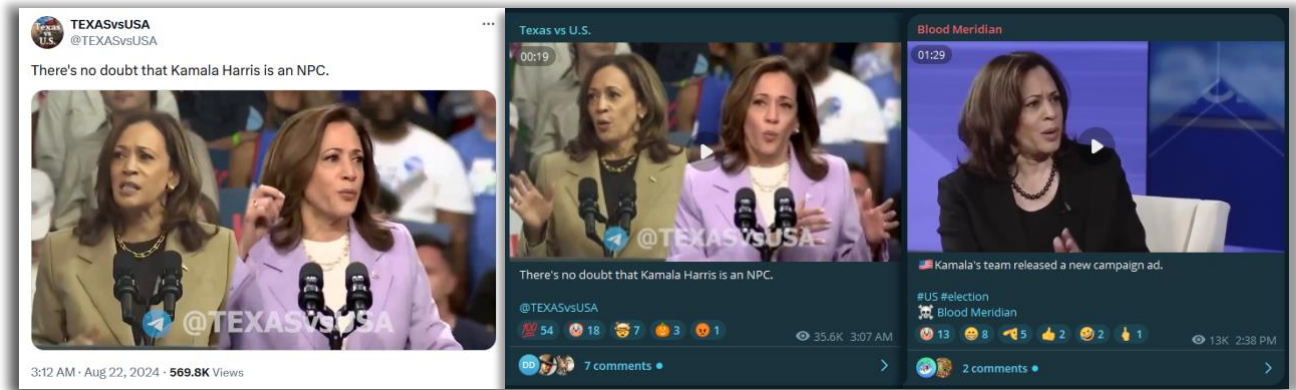 Texas
vs
U.S.
TEXASvsUSA
@TEXASvsUSA
There's no doubt that Kamala Harris is an NPC.
@TEXASvsUSA
3:12 AM · Aug 22, 2024 · 569.8K Views
Texas vs U.S.
00:19
@TEXASvsUSA
There's no doubt that Kamala Harris is an NPC.
@TEXASvsUSA
💯 54 🤡 18 🤯 7 🎃 3 😡 1
35.6K 3:07 AM
DD 7 comments
Blood Meridian
01:29
🇺🇸Kamala's team released a new campaign ad.
#US #election
☠️ Blood Meridian
🤡 13 😁 8 5 👍 2 🤣 2 1
13K 2:38 PM
2 comments